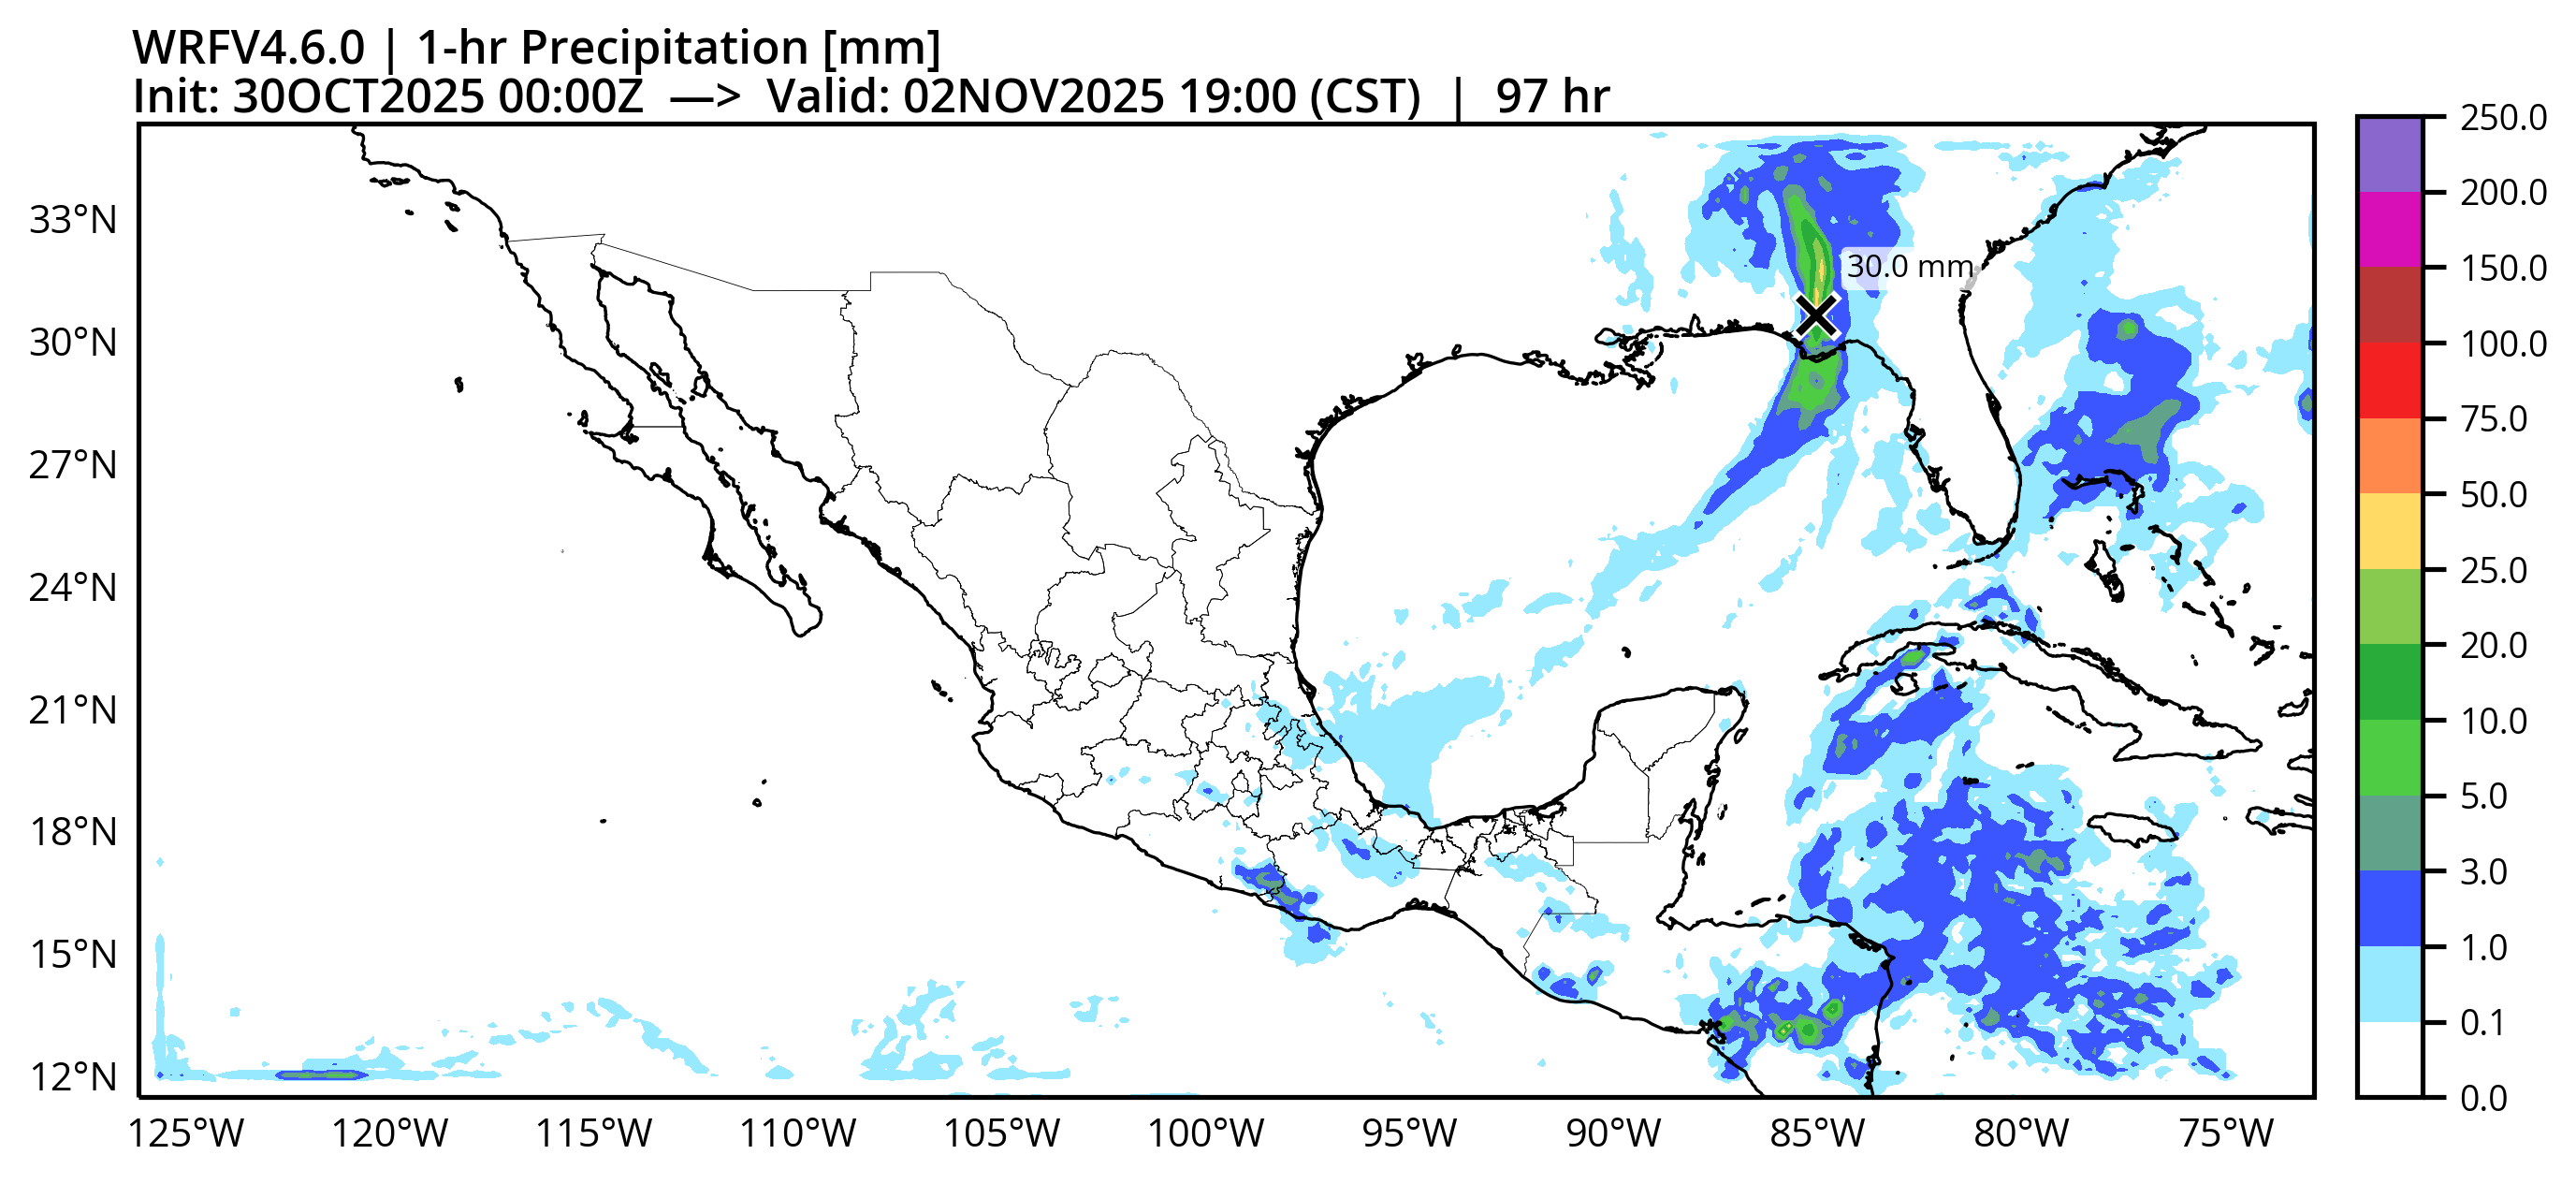 WRFV4.6.0 | 1-hr Precipitation [mm]
Init: 30OCT2025 00:00Z —> Valid: 02NOV2025 19:00 (CST) | 97 hr
250.0
200.0
150.0
100.0
75.0
50.0
25.0
20.0
10.0
5.0
3.0
1.0
0.1
0.0
33°N
30°N
27°N
24°N
21°N
18°N
15°N
12°N
30.0 mm
125°W 120°W 115°W 110°W 105°W 100°W 95°W 90°W 85°W 80°W 75°W